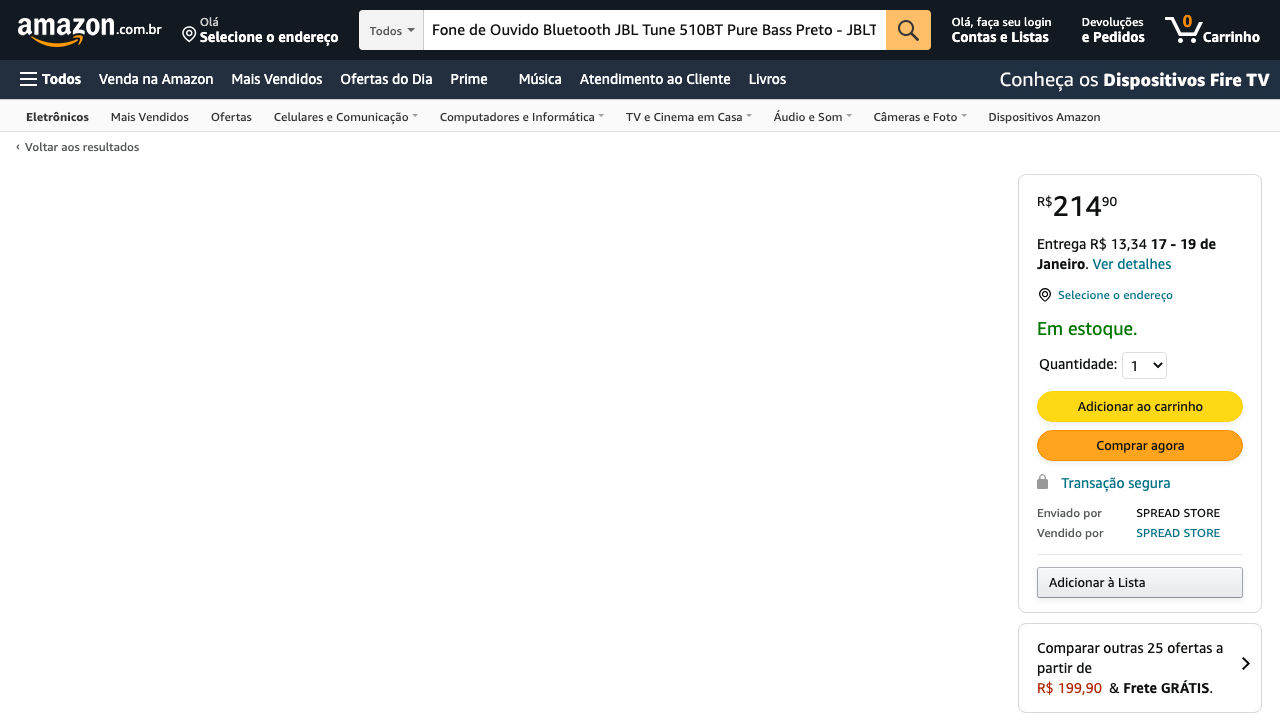 amazon.com.br
Olá
Selecione o endereço
Todos
Fone de Ouvido Bluetooth JBL Tune 510BT Pure Bass Preto - JBLT
Olá, faça seu login
Contas e Listas
Devoluções
e Pedidos
0
Carrinho
Todos
Venda na Amazon
Mais Vendidos
Ofertas do Dia
Prime
Música
Atendimento ao Cliente
Livros
Conheça os Dispositivos Fire TV
Eletrônicos
Mais Vendidos
Ofertas
Celulares e Comunicação
Computadores e Informática
TV e Cinema em Casa
Áudio e Som
Câmeras e Foto
Dispositivos Amazon
‹ Voltar aos resultados
R$21490
Entrega R$ 13,34 17 - 19 de
Janeiro. Ver detalhes
Selecione o endereço
Em estoque.
Quantidade: 1
Adicionar ao carrinho
Comprar agora
Transação segura
Enviado por SPREAD STORE
Vendido por SPREAD STORE
Adicionar à Lista
Comparar outras 25 ofertas a
partir de
R$ 199,90 & Frete GRÁTIS.